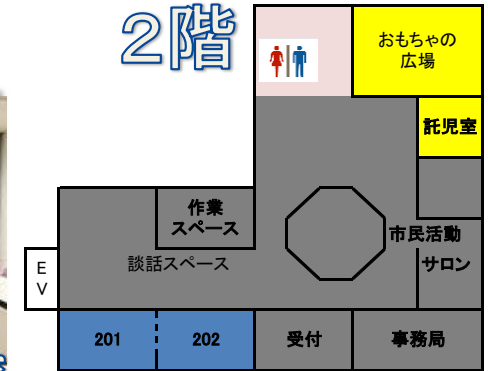 2階
おもちゃの
広場
託児室
作業
スペース
市民活動
サロン
談話スペース
EV
201
202
受付
事務局